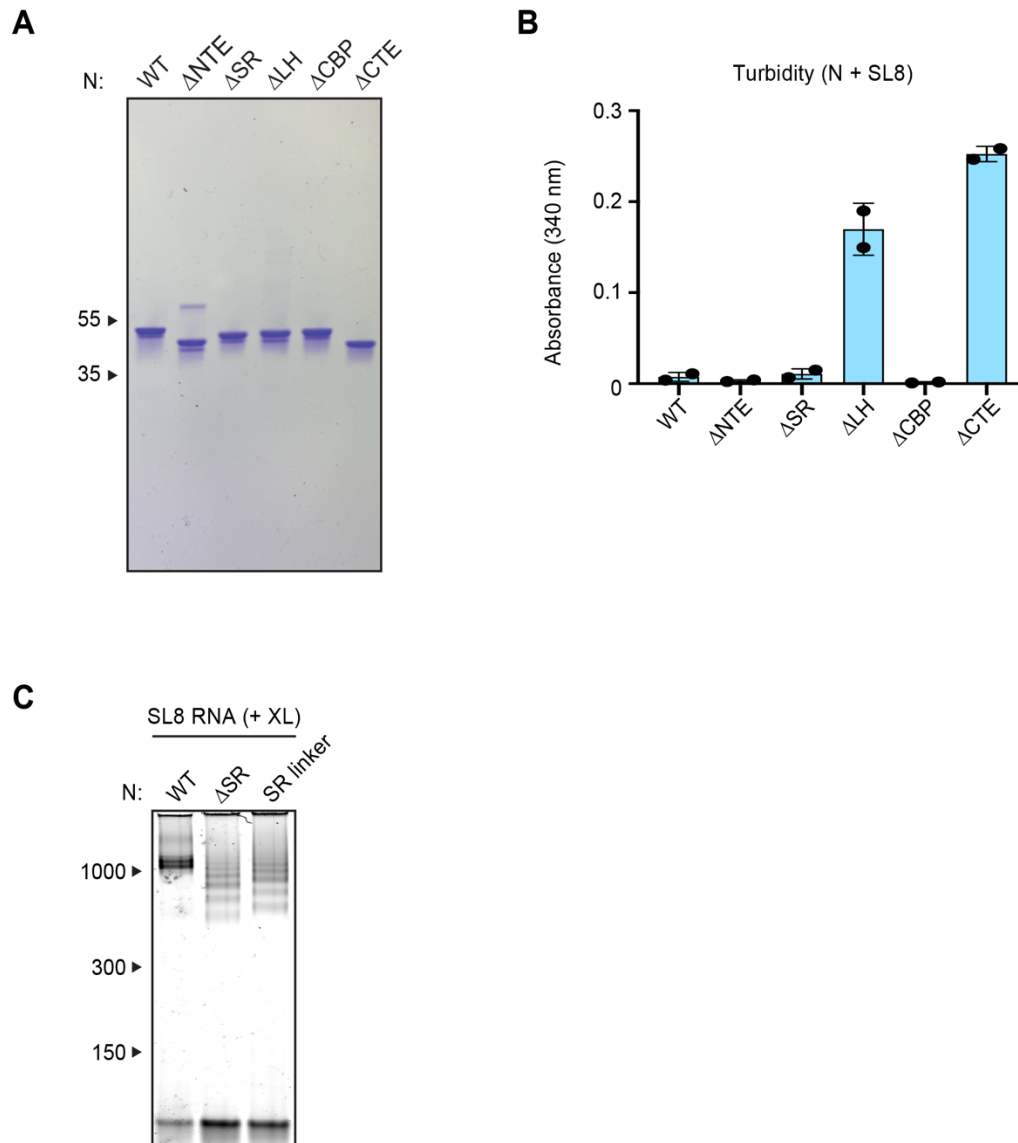 A
N: WT ΔNTE ΔSR ΔLH ΔCBP ΔCTE
55
35
B
Turbidity (N + SL8)
Absorbance (340 nm)
0.3
0.2
0.1
0
WT ΔNTE ΔSR ΔLH ΔCBP ΔCTE
C
SL8 RNA (+ XL)
N: WT ΔSR SR linker
1000
300
150